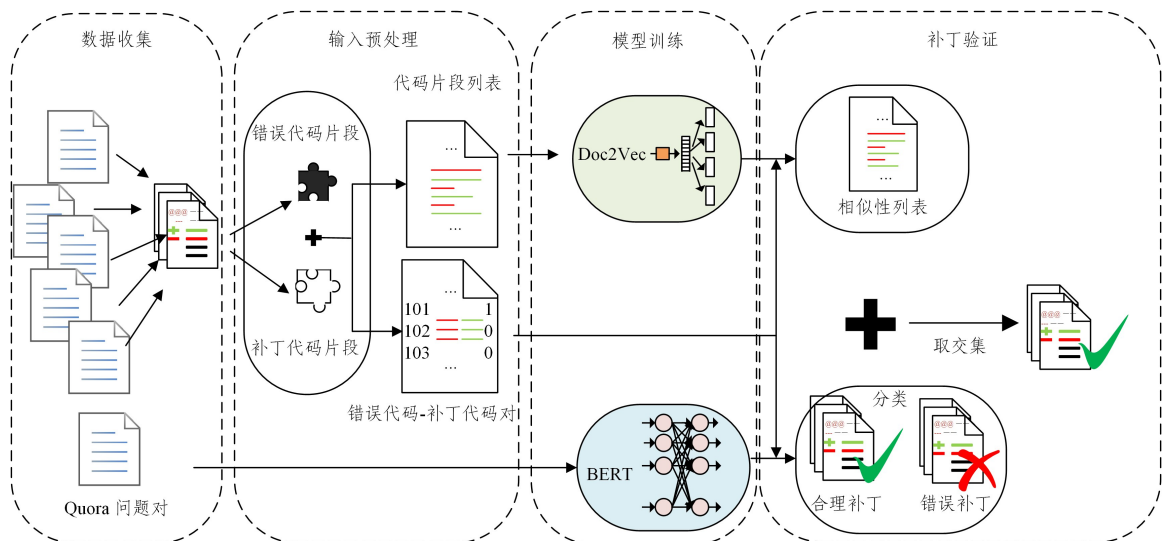 数据收集
输入预处理
模型训练
补丁验证
代码片段列表
错误代码片段
补丁代码片段
...
...
...
101 1
102 0
103 0
...
错误代码-补丁代码对
@@@
Quora 问题对
Doc2Vec
BERT
...
...
相似性列表
取交集
@@@
分类
@@@
@@@
合理补丁
错误补丁